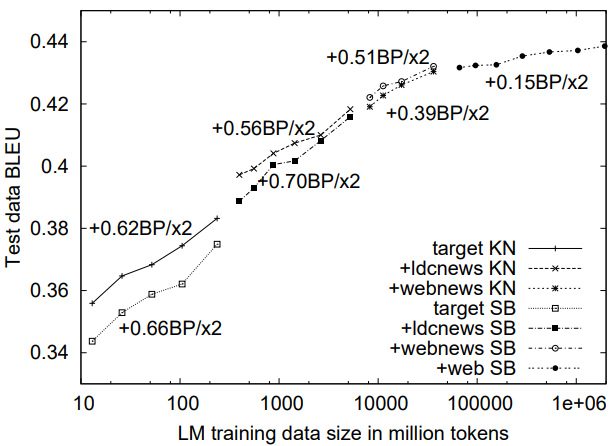 0.44
0.42
0.4
0.38
0.36
0.34
Test data BLEU
+0.51BP/x2
+0.15BP/x2
+0.39BP/x2
+0.56BP/x2
+0.70BP/x2
+0.62BP/x2
+0.66BP/x2
target KN
+ldcnews KN
+webnews KN
target SB
+ldcnews SB
+webnews SB
+web SB
10 100 1000 10000 100000 1e+06
LM training data size in million tokens